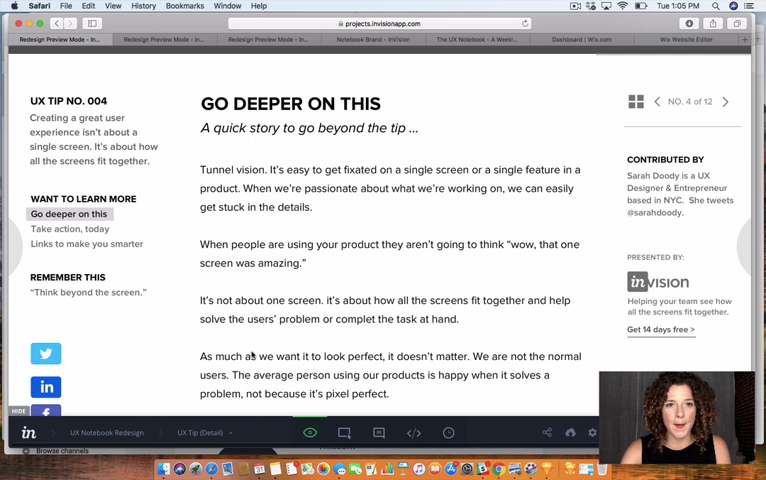 Safari File Edit View History Bookmarks Window Help
Tue 1:05 PM
projects.invisionapp.com
Redesign Preview Mode - In...
Redesign Preview Mode - In...
Redesign Preview Mode - In...
Notebook Brand - InVision
The UX Notebook - A Weekl...
Dashboard | Wix.com
Wix Website Editor
UX TIP NO. 004
Creating a great user
experience isn't about a
single screen. It's about how
all the screens fit together.
WANT TO LEARN MORE
Go deeper on this
Take action, today
Links to make you smarter
REMEMBER THIS
“Think beyond the screen.”
GO DEEPER ON THIS
A quick story to go beyond the tip ...
Tunnel vision. It's easy to get fixated on a single screen or a single feature in a
product. When we're passionate about what we're working on, we can easily
get stuck in the details.
When people are using your product they aren't going to think “wow, that one
screen was amazing.”
It's not about one screen. it's about how all the screens fit together and help
solve the users' problem or complet the task at hand.
As much as we want it to look perfect, it doesn't matter. We are not the normal
users. The average person using our products is happy when it solves a
problem, not because it's pixel perfect.
NO. 4 of 12
CONTRIBUTED BY
Sarah Doody is a UX
Designer & Entrepreneur
based in NYC. She tweets
@sarahdoody.
PRESENTED BY:
inVISION
Helping your team see how
all the screens fit together.
Get 14 days free >
HIDE
in
UX Notebook Redesign
UX Tip (Detail)
Browse channels